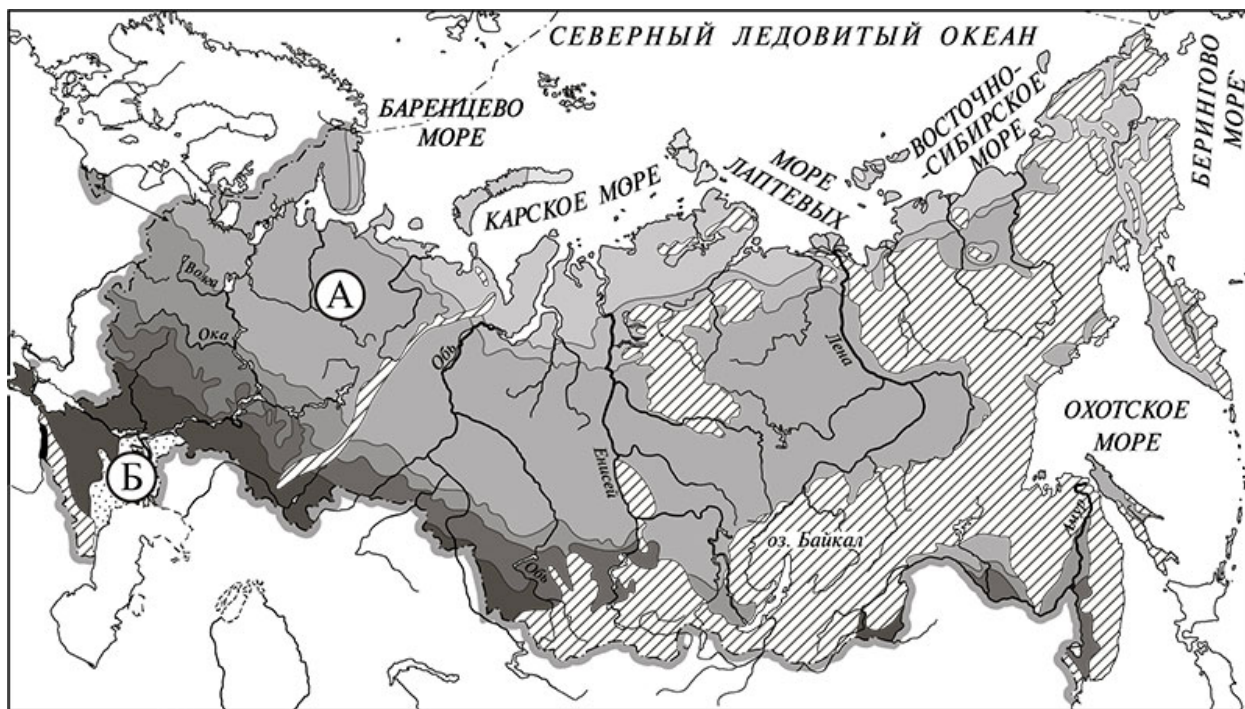 СЕВЕРНЫЙ ЛЕДОВИТЫЙ ОКЕАН
БАРЕНЦЕВО
МОРЕ
КАРСКОЕ МОРЕ
МОРЕ
ЛАПТЕВЫХ
ВОСТОЧНО-
-СИБИРСКОЕ
МОРЕ
БЕРИНГОВО
МОРЕ
Волга
А
Ока
Обь
Лена
ОХОТСКОЕ
МОРЕ
Б
Енисей
Амур
оз. Байкал
Обь